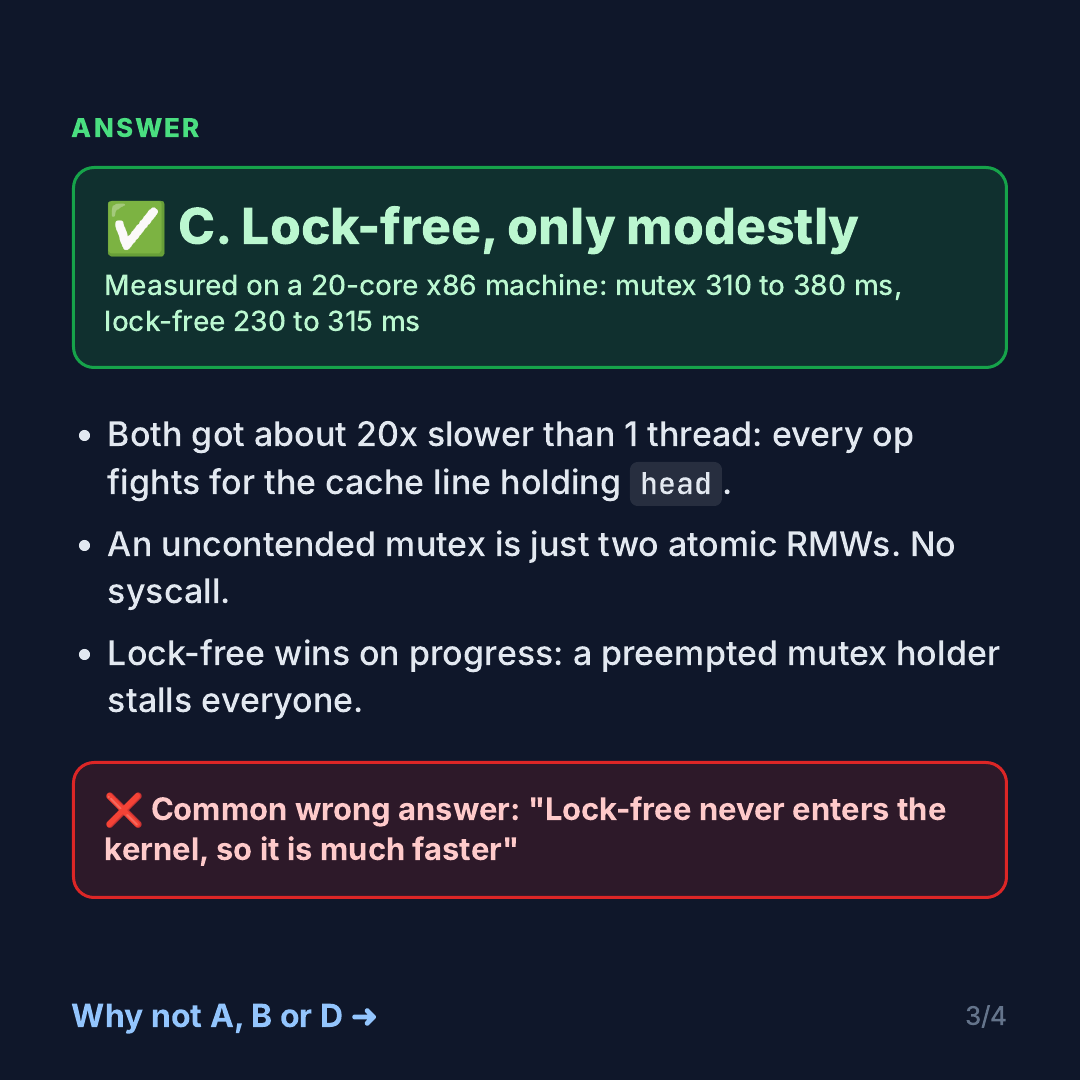 ANSWER
✅ C. Lock-free, only modestly
Measured on a 20-core x86 machine: mutex 310 to 380 ms,
lock-free 230 to 315 ms
• Both got about 20x slower than 1 thread: every op
fights for the cache line holding head.
• An uncontended mutex is just two atomic RMWs. No
syscall.
• Lock-free wins on progress: a preempted mutex holder
stalls everyone.
❌ Common wrong answer: "Lock-free never enters the
kernel, so it is much faster"
Why not A, B or D ➜
3/4